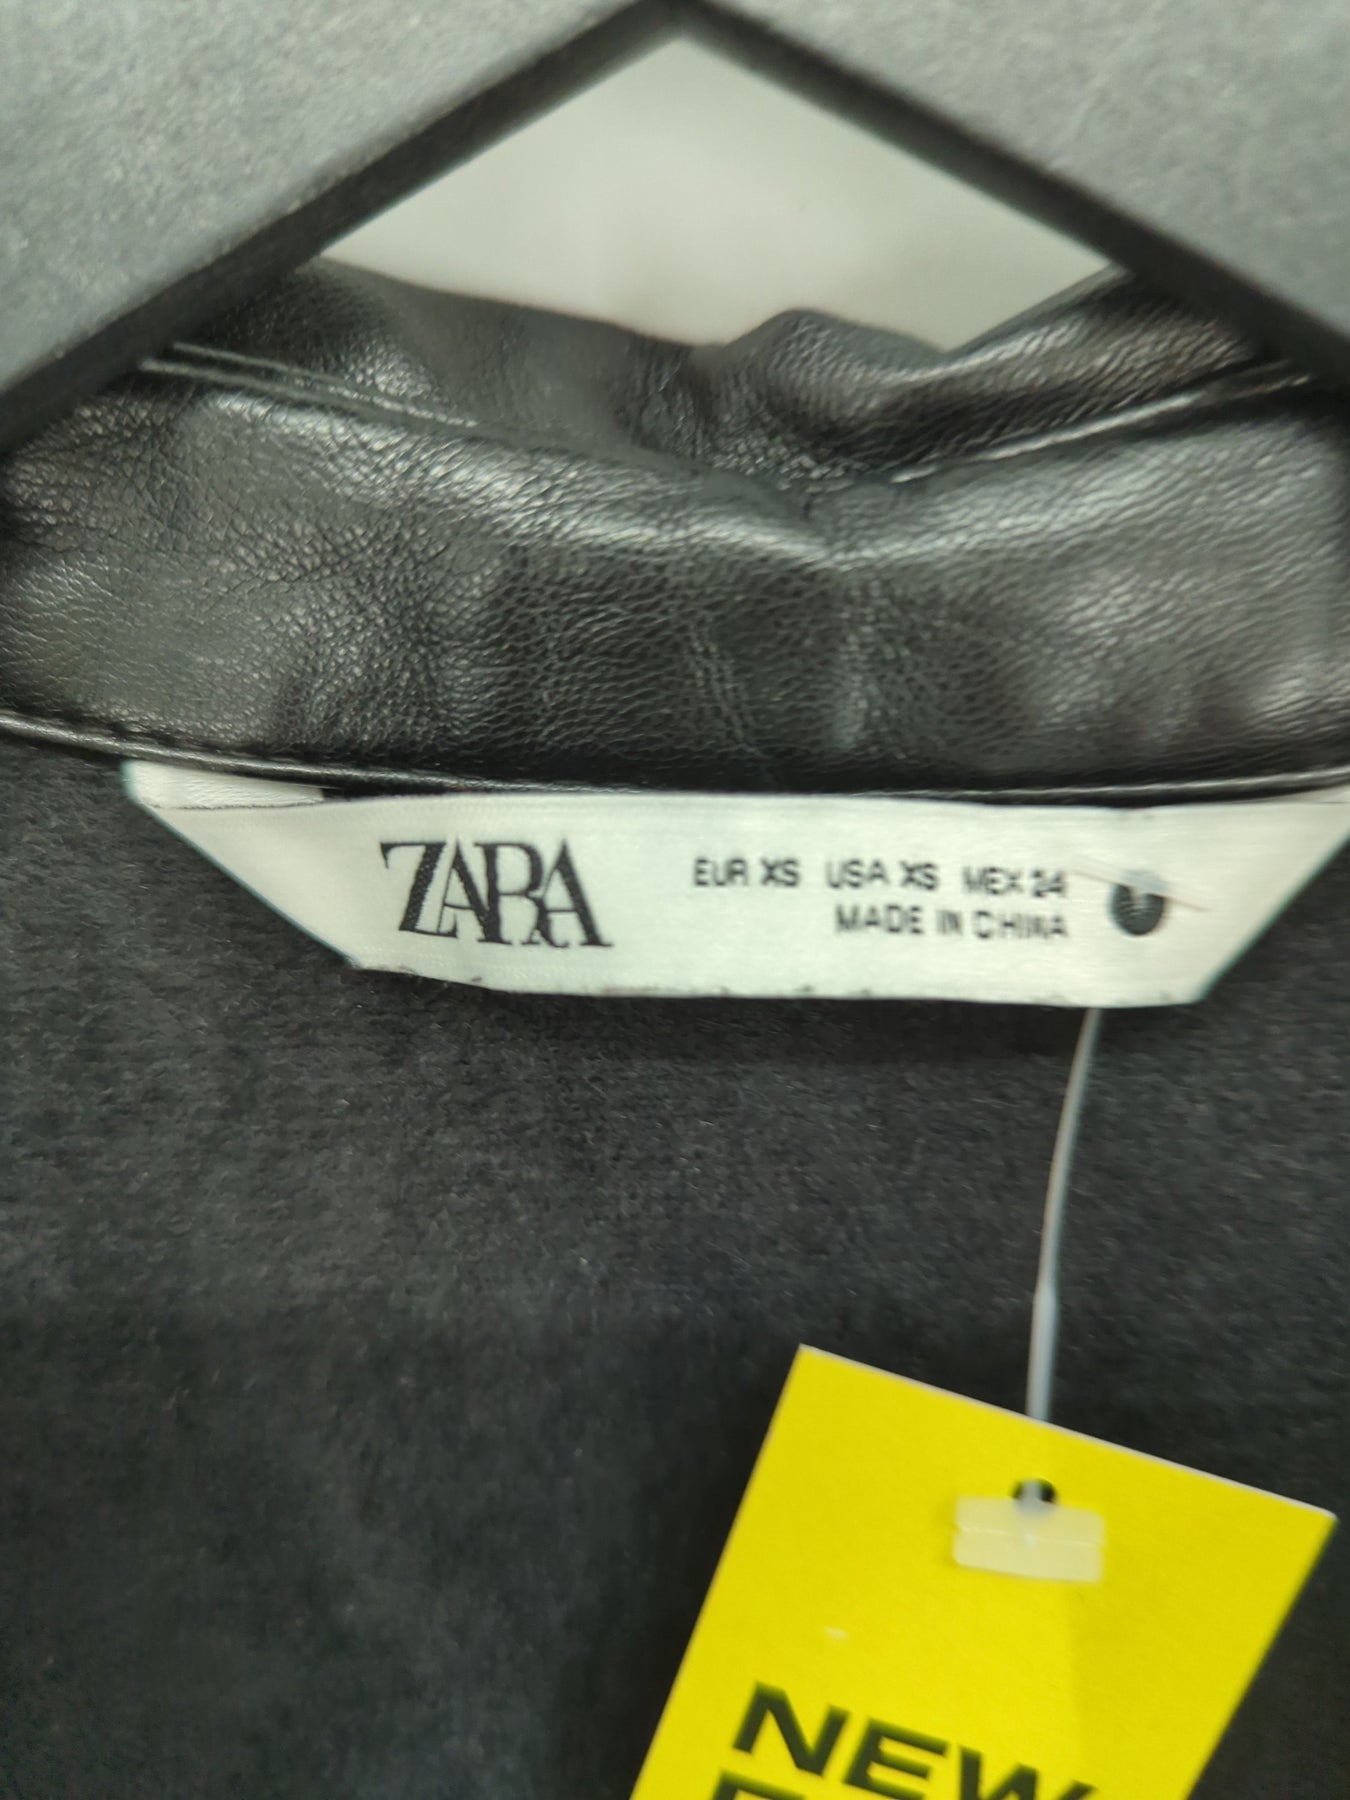 ZARA
EUR XS USA XS MEX 24
MADE IN CHINA
NEW